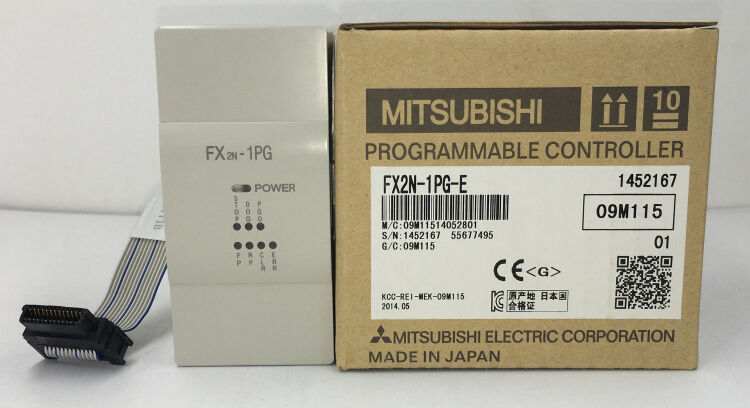 FX2N-1PG
POWER
STOP
DOG
PGO
FP
RP
CLR
ERR
MITSUBISHI
10
PROGRAMMABLE CONTROLLER
FX2N-1PG-E
1452167
M/C:09M11514052801
S/N:1452167 55677495
G/C:09M115
09M115
01
CE <G>
KCC-REI-MEK-09M115
2014.05
原产地 日本国
合格证
MITSUBISHI ELECTRIC CORPORATION
MADE IN JAPAN